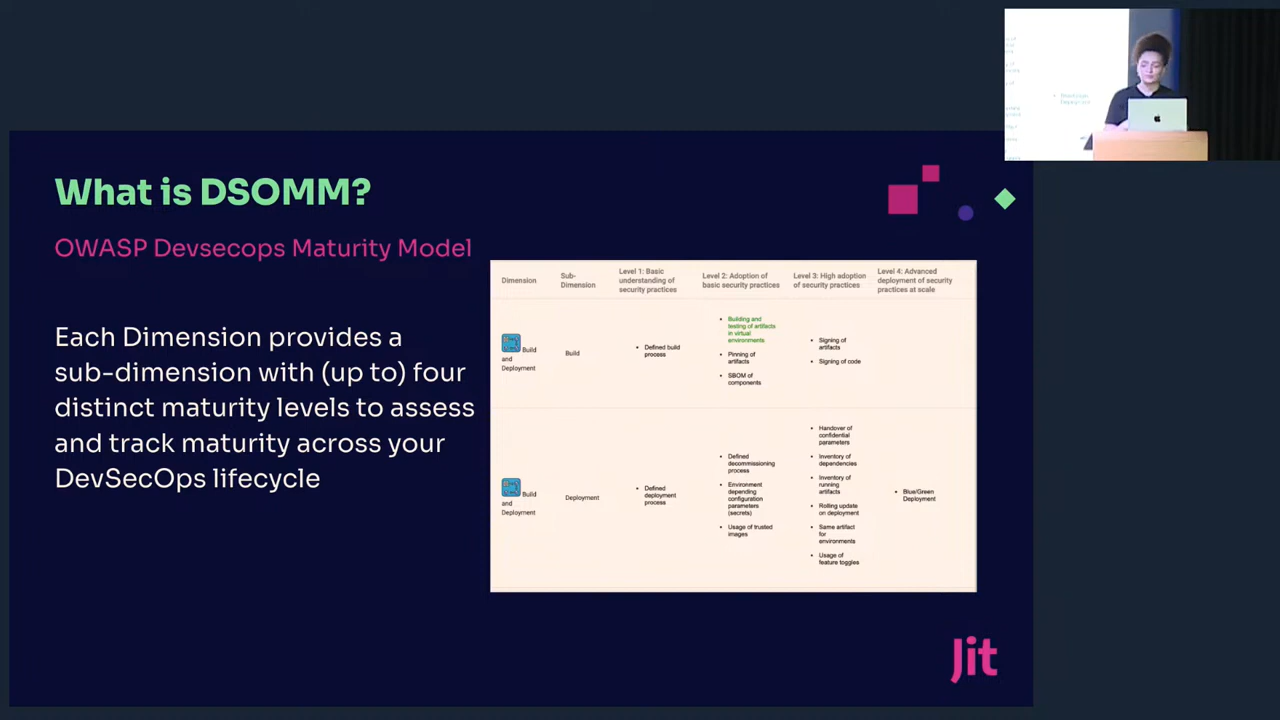 What is DSOMM?
OWASP Devsecops Maturity Model
Each Dimension provides a
sub-dimension with (up to) four
distinct maturity levels to assess
and track maturity across your
DevSecOps lifecycle
Dimension
Sub-
Dimension
Level 1: Basic
understanding of
security practices
Level 2: Adoption of
basic security practices
Level 3: High adoption
of security practices
Level 4: Advanced
deployment of security
practices at scale
Build
and
Deployment
Build
• Defined build
process
• Building and
testing of artifacts
in virtual
environments
• Pinning of
artifacts
• SBOM of
components
• Signing of
artifacts
• Signing of code
Build
and
Deployment
Deployment
• Defined
deployment
process
• Defined
decommissioning
process
• Environment
depending
configuration
parameters
(secrets)
• Usage of trusted
images
• Handover of
confidential
parameters
• Inventory of
dependencies
• Inventory of
running
artifacts
• Rolling update
on deployment
• Same artifact
for
environments
• Usage of
feature toggles
• Blue/Green
Deployment
Jit